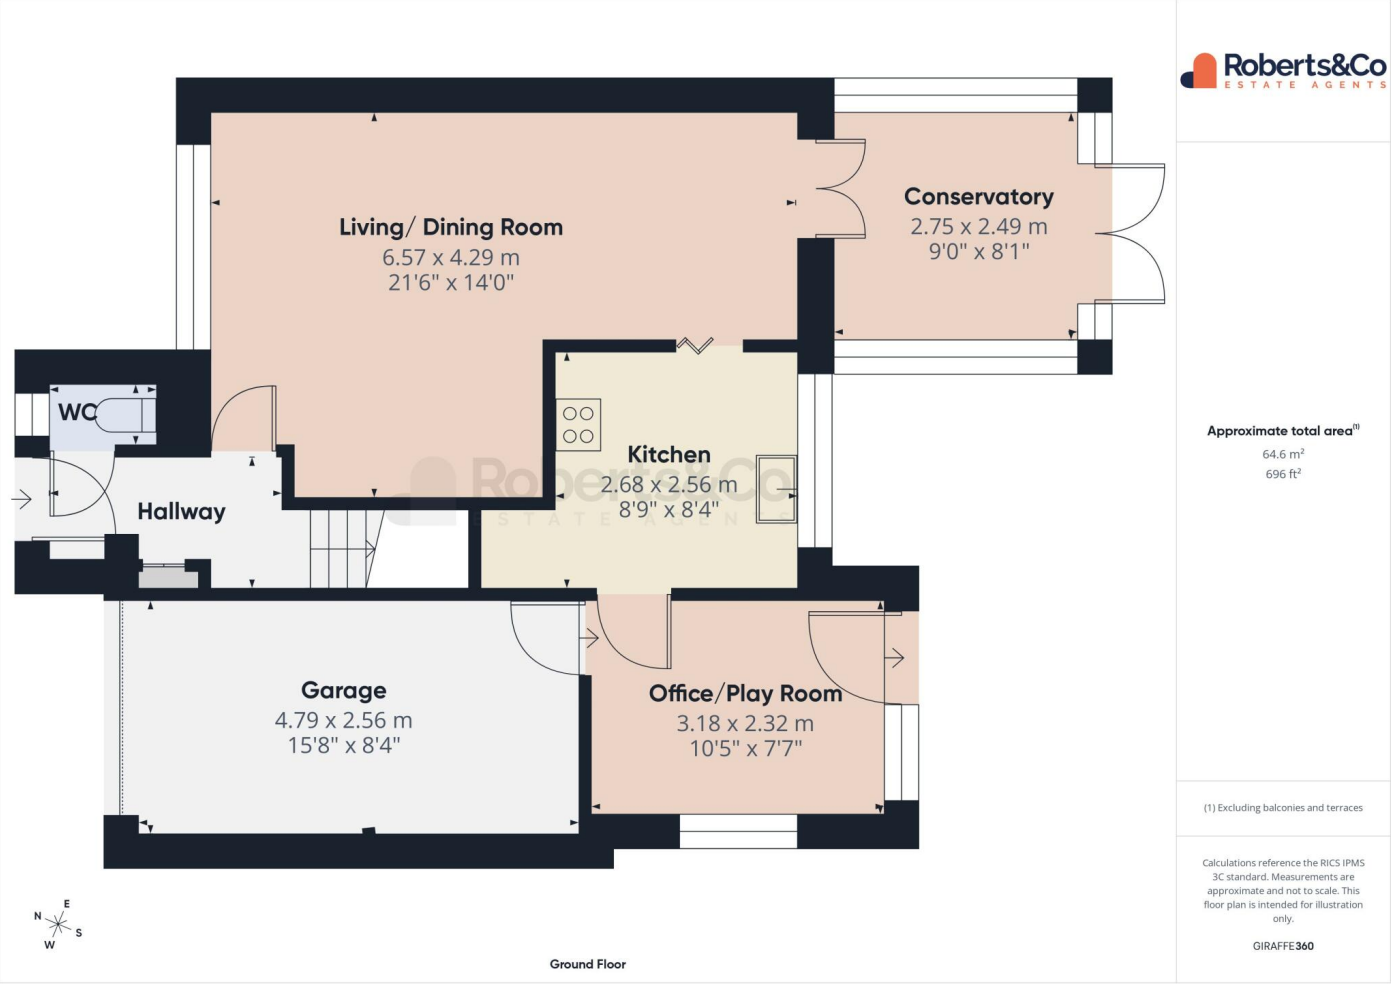 Roberts&Co
ESTATE AGENTS
Living/ Dining Room
6.57 x 4.29 m
21'6" x 14'0"
Conservatory
2.75 x 2.49 m
9'0" x 8'1"
WC
Kitchen
2.68 x 2.56 m
8'9" x 8'4"
Roberts&Co
ESTATE AGENTS
Hallway
Garage
4.79 x 2.56 m
15'8" x 8'4"
Office/Play Room
3.18 x 2.32 m
10'5" x 7'7"
Approximate total area(1)
64.6 m²
696 ft²
(1) Excluding balconies and terraces
Calculations reference the RICS IPMS
3C standard. Measurements are
approximate and not to scale. This
floor plan is intended for illustration
only.
GIRAFFE360
N
E
S
W
Ground Floor